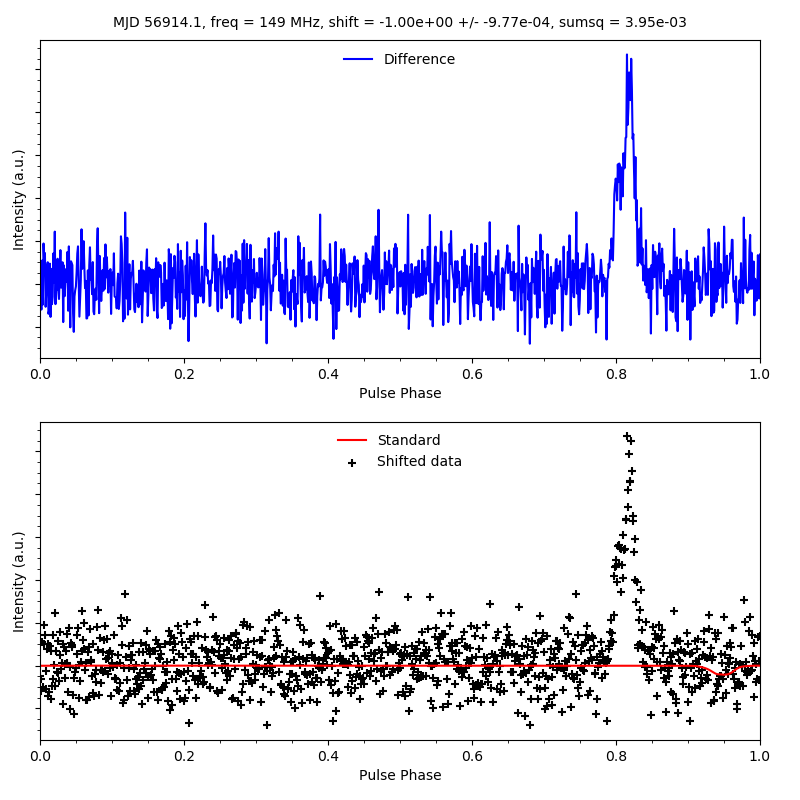 MJD 56914.1, freq = 149 MHz, shift = -1.00e+00 +/- -9.77e-04, sumsq = 3.95e-03
Difference
Intensity (a.u.)
0.0 0.2 0.4 0.6 0.8 1.0
Pulse Phase
Standard
Shifted data
Intensity (a.u.)
0.0 0.2 0.4 0.6 0.8 1.0
Pulse Phase